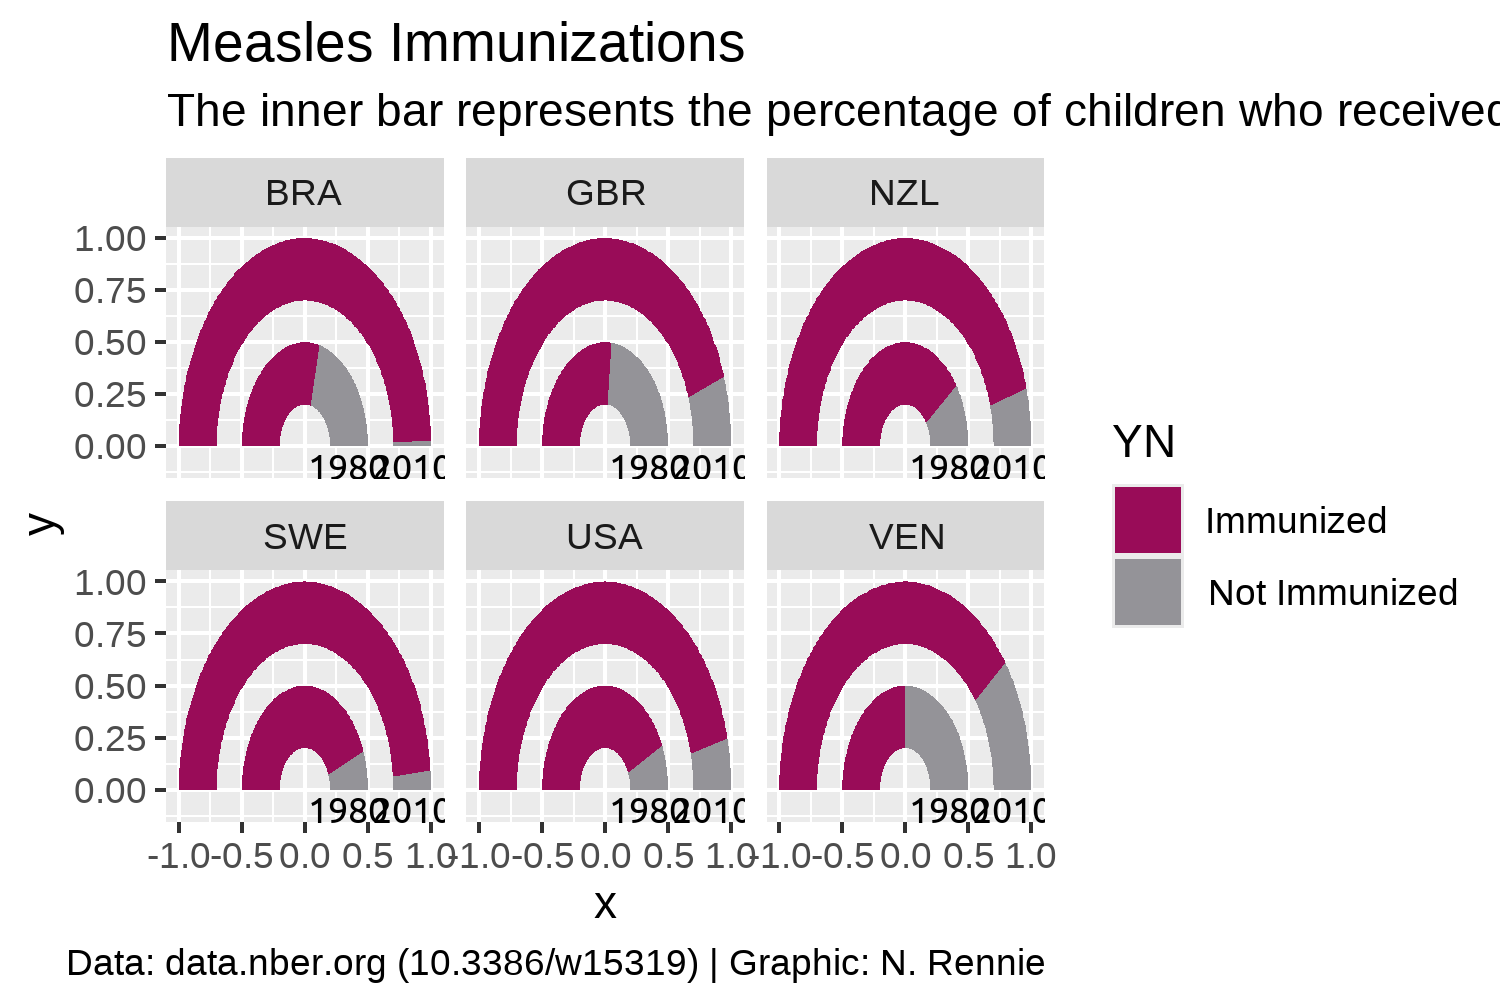 Measles Immunizations
The inner bar represents the percentage of children who received
BRA GBR NZL
1.00
0.75
0.50
0.25
0.00
1980 2010 1980 2010 1980 2010
SWE USA VEN
1.00
0.75
0.50
0.25
0.00
1980 2010 1980 2010 1980 2010
-1.0 -0.5 0.0 0.5 1.0 -1.0 -0.5 0.0 0.5 1.0 -1.0 -0.5 0.0 0.5 1.0
x
y
YN
Immunized
Not Immunized
Data: data.nber.org (10.3386/w15319) | Graphic: N. Rennie